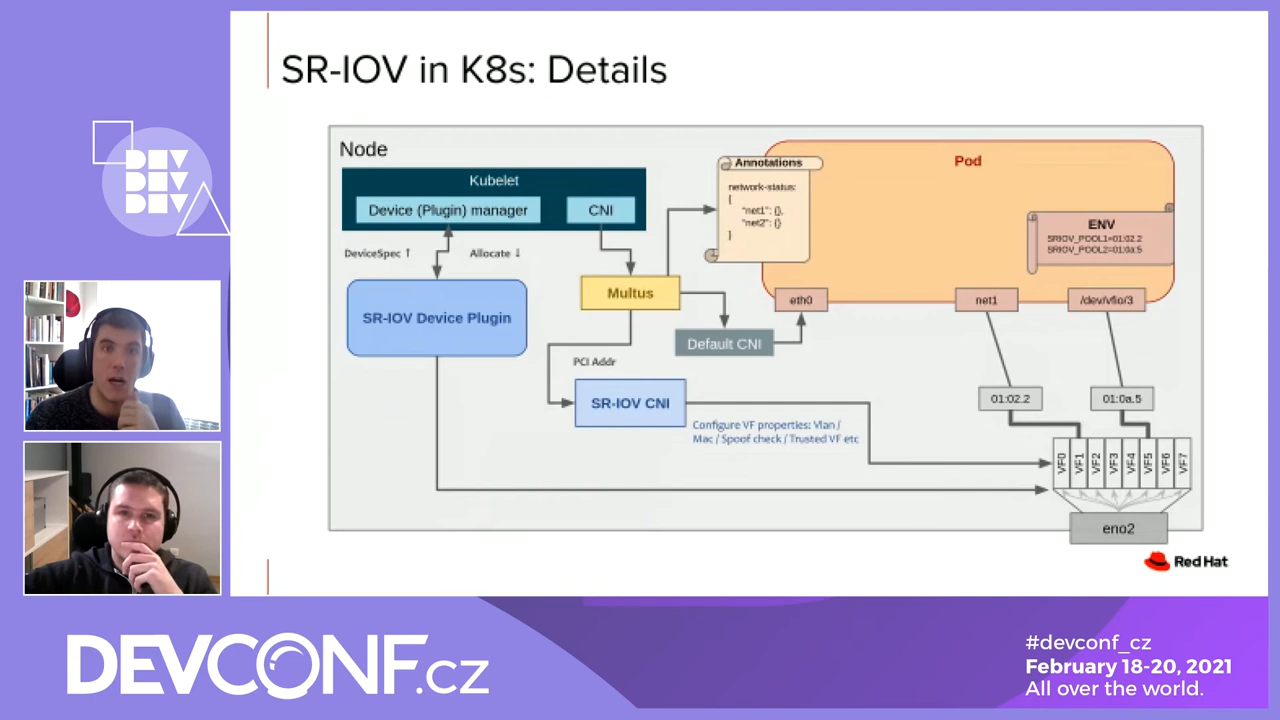 SR-IOV in K8s: Details
Node
Kubelet
Device (Plugin) manager
CNI
DeviceSpec ↑
Allocate ↓
SR-IOV Device Plugin
Multus
Default CNI
PCI Addr
SR-IOV CNI
Configure VF properties: Vlan /
Mac / Spoof check / Trusted VF etc
Annotations
network-status:
{
"net1": {},
"net2": {}
}
Pod
ENV
SRIOV_POOL1=01:02.2
SRIOV_POOL2=01:0a:5
eth0
net1
/dev/vfio/3
01:02.2
01:0a.5
VF0
VF1
VF2
VF3
VF4
VF5
VF6
VF7
eno2
Red Hat
DEV
DEV
DEV
DEVCONF.cz
#devconf_cz
February 18-20, 2021
All over the world.